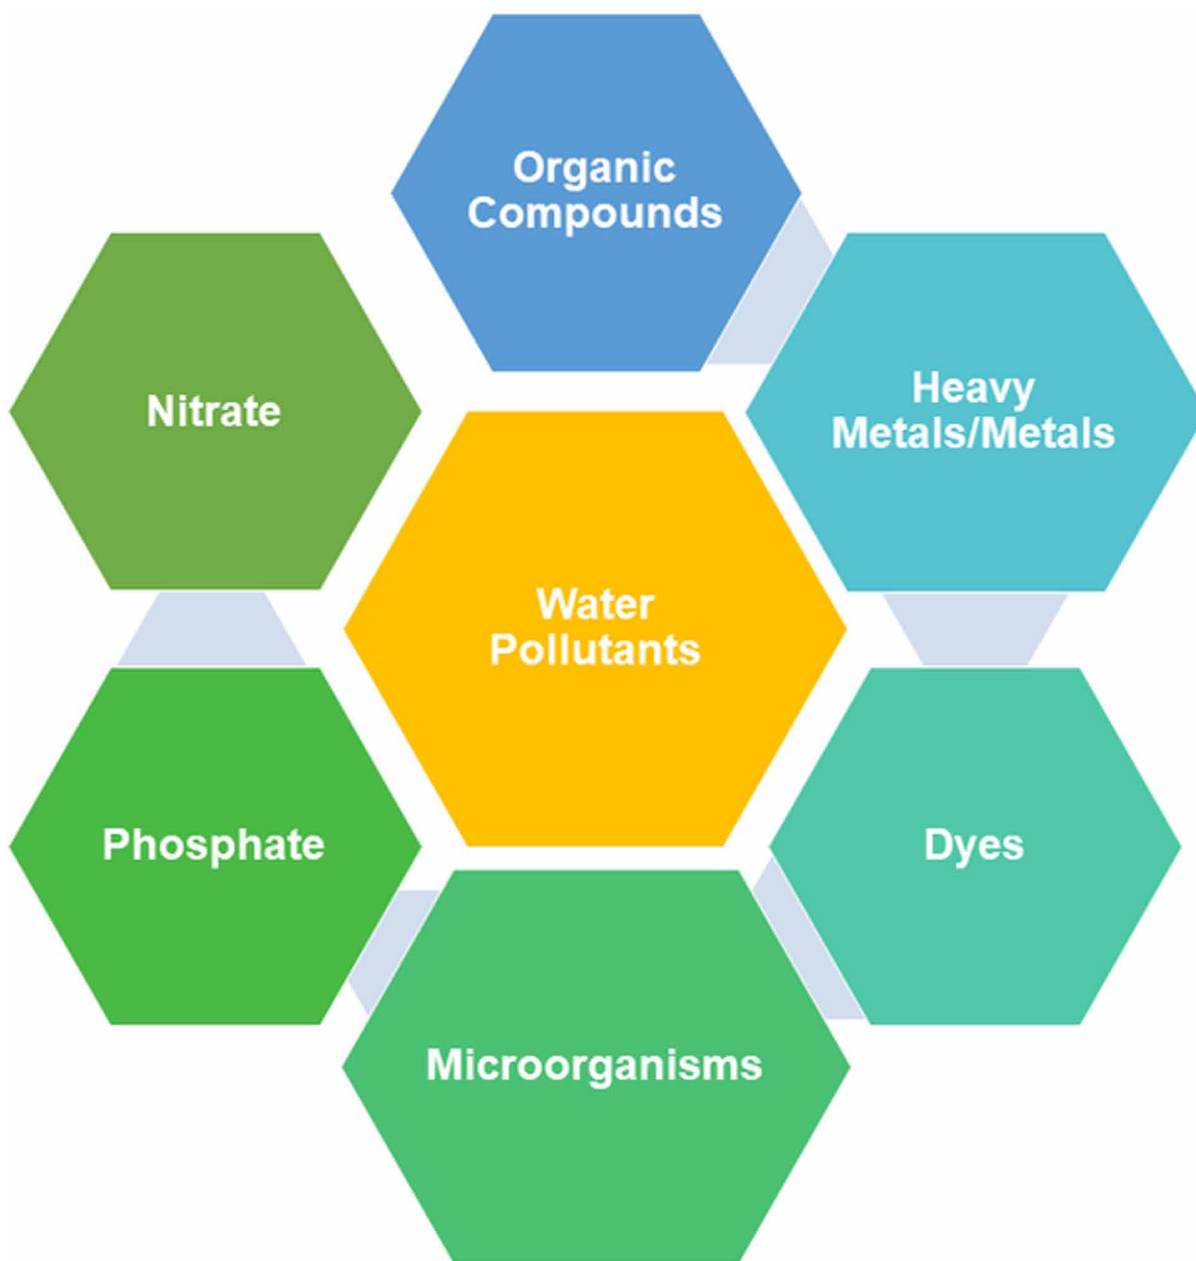 Organic
Compounds
Heavy
Metals/Metals
Nitrate
Water
Pollutants
Phosphate
Dyes
Microorganisms